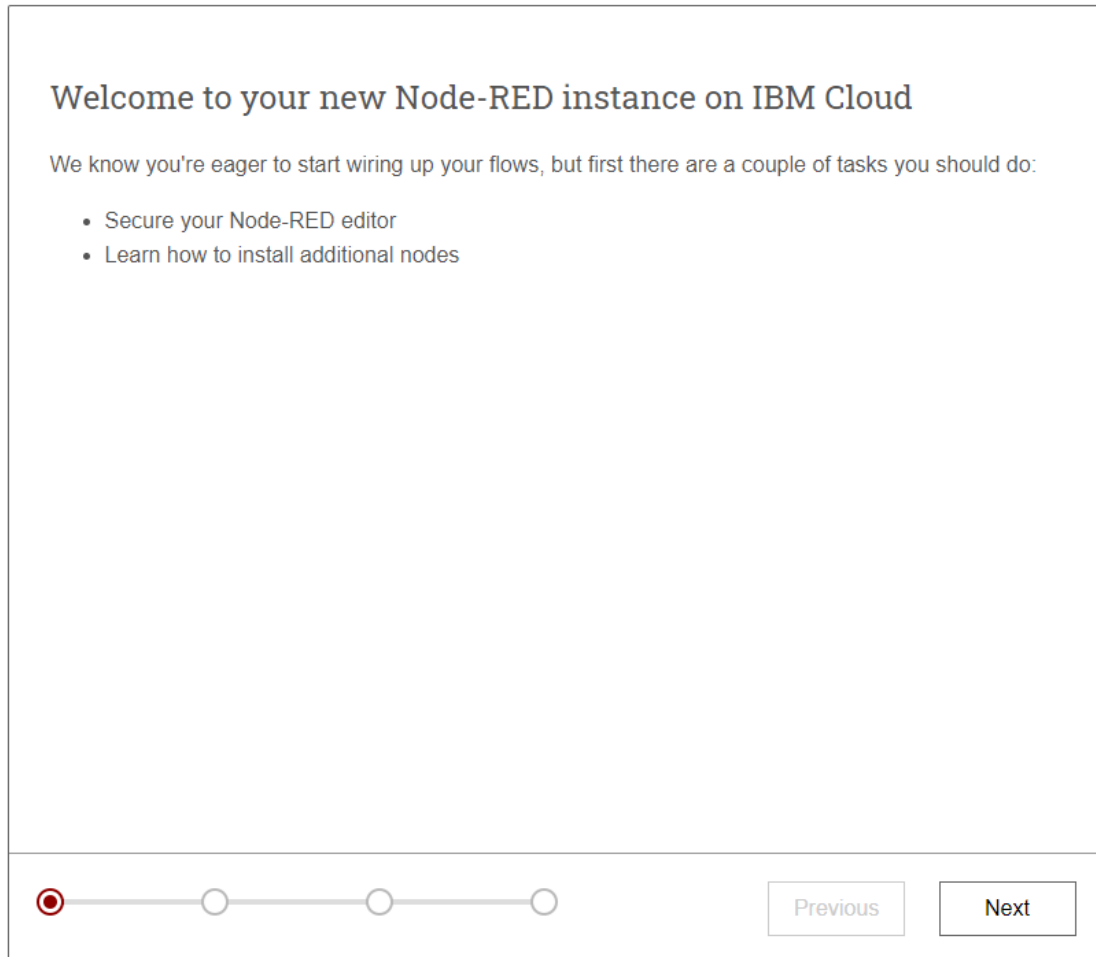 Welcome to your new Node-RED instance on IBM Cloud
We know you're eager to start wiring up your flows, but first there are a couple of tasks you should do:
• Secure your Node-RED editor
• Learn how to install additional nodes
Previous
Next